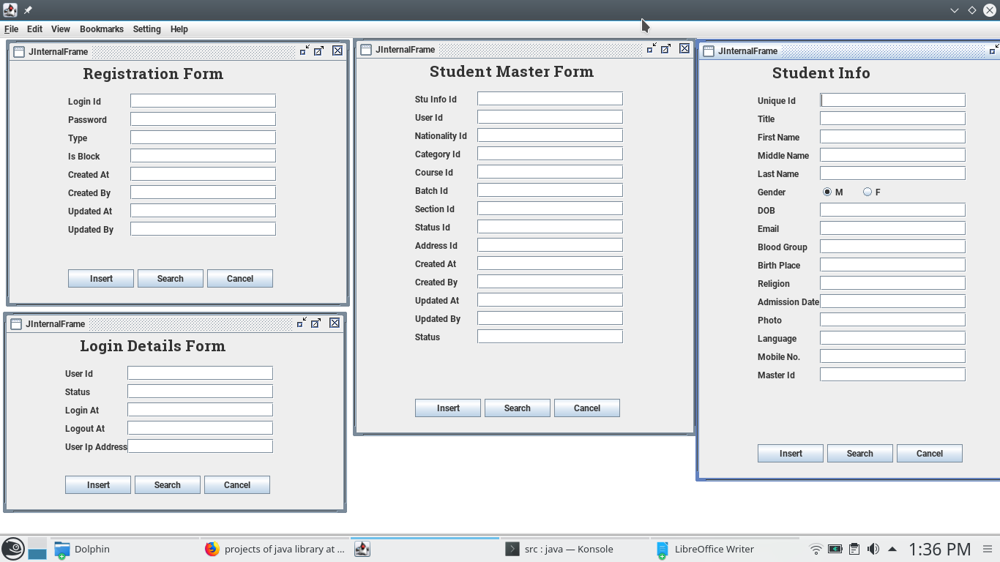 File Edit View Bookmarks Setting Help
JInternalFrame
Registration Form
Login Id
Password
Type
Is Block
Created At
Created By
Updated At
Updated By
Insert Search Cancel
JInternalFrame
Login Details Form
User Id
Status
Login At
Logout At
User Ip Address
Insert Search Cancel
JInternalFrame
Student Master Form
Stu Info Id
User Id
Nationality Id
Category Id
Course Id
Batch Id
Section Id
Status Id
Address Id
Created At
Created By
Updated At
Updated By
Status
Insert Search Cancel
JInternalFrame
Student Info
Unique Id
Title
First Name
Middle Name
Last Name
Gender M F
DOB
Email
Blood Group
Birth Place
Religion
Admission Date
Photo
Language
Mobile No.
Master Id
Insert Search Cancel
Dolphin projects of java library at ... src : java — Konsole LibreOffice Writer 1:36 PM